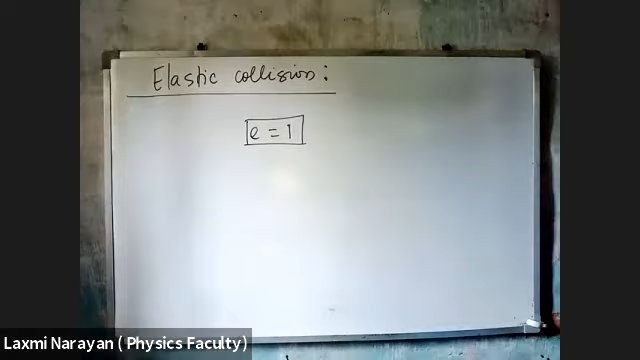 Elastic collision:
e = 1
Laxmi Narayan ( Physics Faculty)